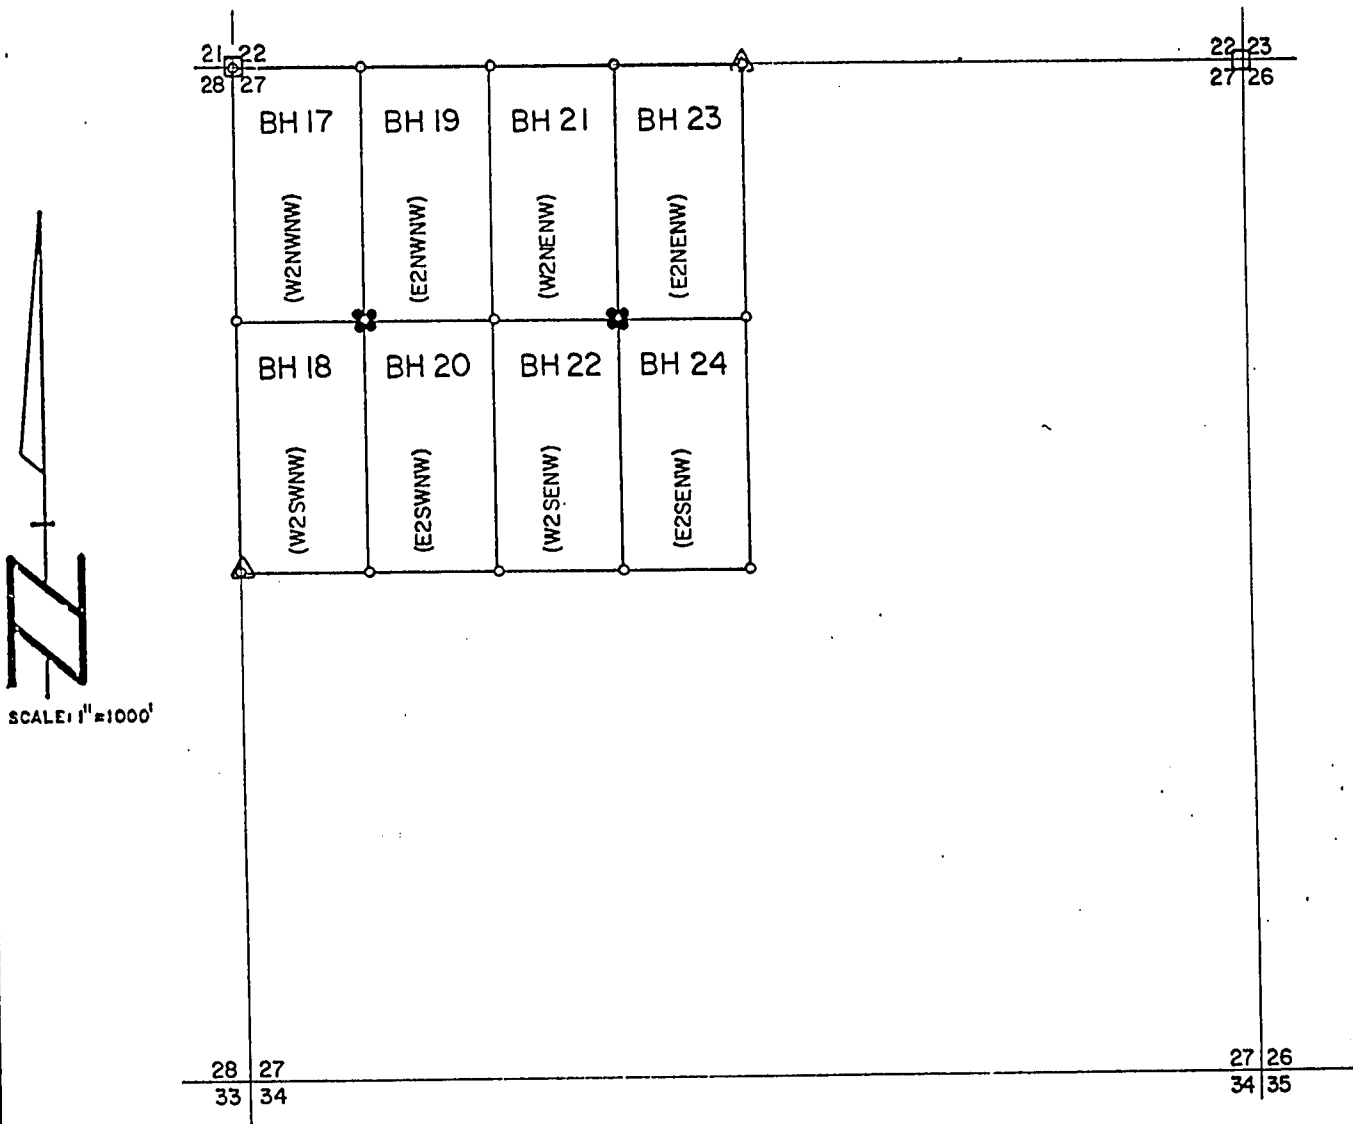 21 22
28 27
22 23
27 26
BH 17
BH 19
BH 21
BH 23
(W2NWNW)
(E2NWNW)
(W2NENW)
(E2NENW)
BH 18
BH 20
BH 22
BH 24
(W2SWNW)
(E2SWNW)
(W2SENW)
(E2SENW)
N
SCALE: 1"=1000'
28 27
33 34
27 26
34 35